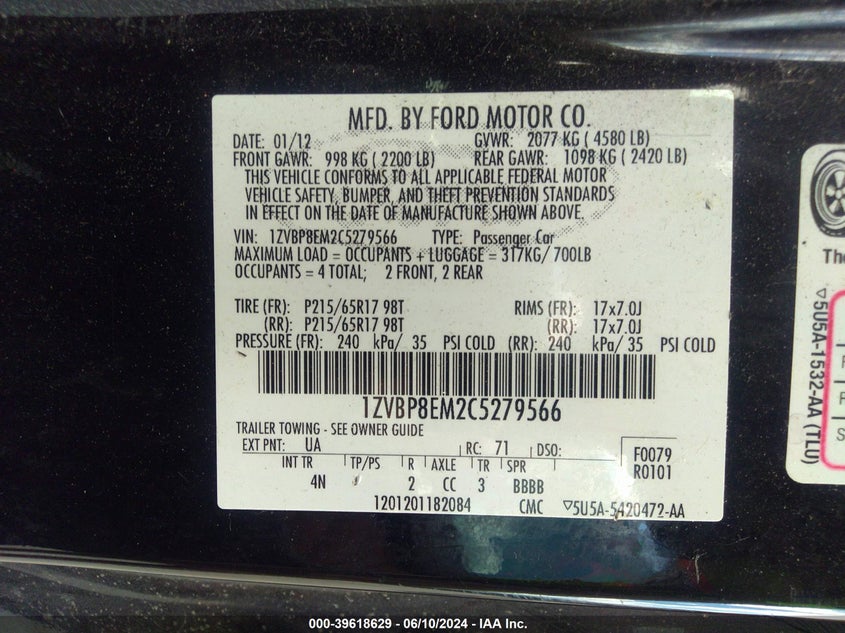 MFD. BY FORD MOTOR CO.
DATE: 01/12 GVWR: 2077 KG ( 4580 LB)
FRONT GAWR: 998 KG ( 2200 LB) REAR GAWR: 1098 KG ( 2420 LB)
THIS VEHICLE CONFORMS TO ALL APPLICABLE FEDERAL MOTOR
VEHICLE SAFETY, BUMPER, AND THEFT PREVENTION STANDARDS
IN EFFECT ON THE DATE OF MANUFACTURE SHOWN ABOVE.
VIN: 1ZVBP8EM2C5279566 TYPE: Passenger Car
MAXIMUM LOAD = OCCUPANTS + LUGGAGE = 317KG/ 700LB
OCCUPANTS = 4 TOTAL; 2 FRONT, 2 REAR
TIRE (FR): P215/65R17 98T RIMS (FR): 17x7.0J
(RR): P215/65R17 98T (RR): 17x7.0J
PRESSURE (FR): 240 kPa/ 35 PSI COLD (RR): 240 kPa/ 35 PSI COLD
1ZVBP8EM2C5279566
TRAILER TOWING - SEE OWNER GUIDE
EXT PNT: UA RC: 71 DSO: F0079
R0101
INT TR TP/PS R AXLE TR SPR
4N 2 CC 3 BBBB
1201201182084 CMC ▽5U5A-5420472-AA
The
▽5U5A-1532-AA (TLU)
000-39618629 - 06/10/2024 - IAA Inc.